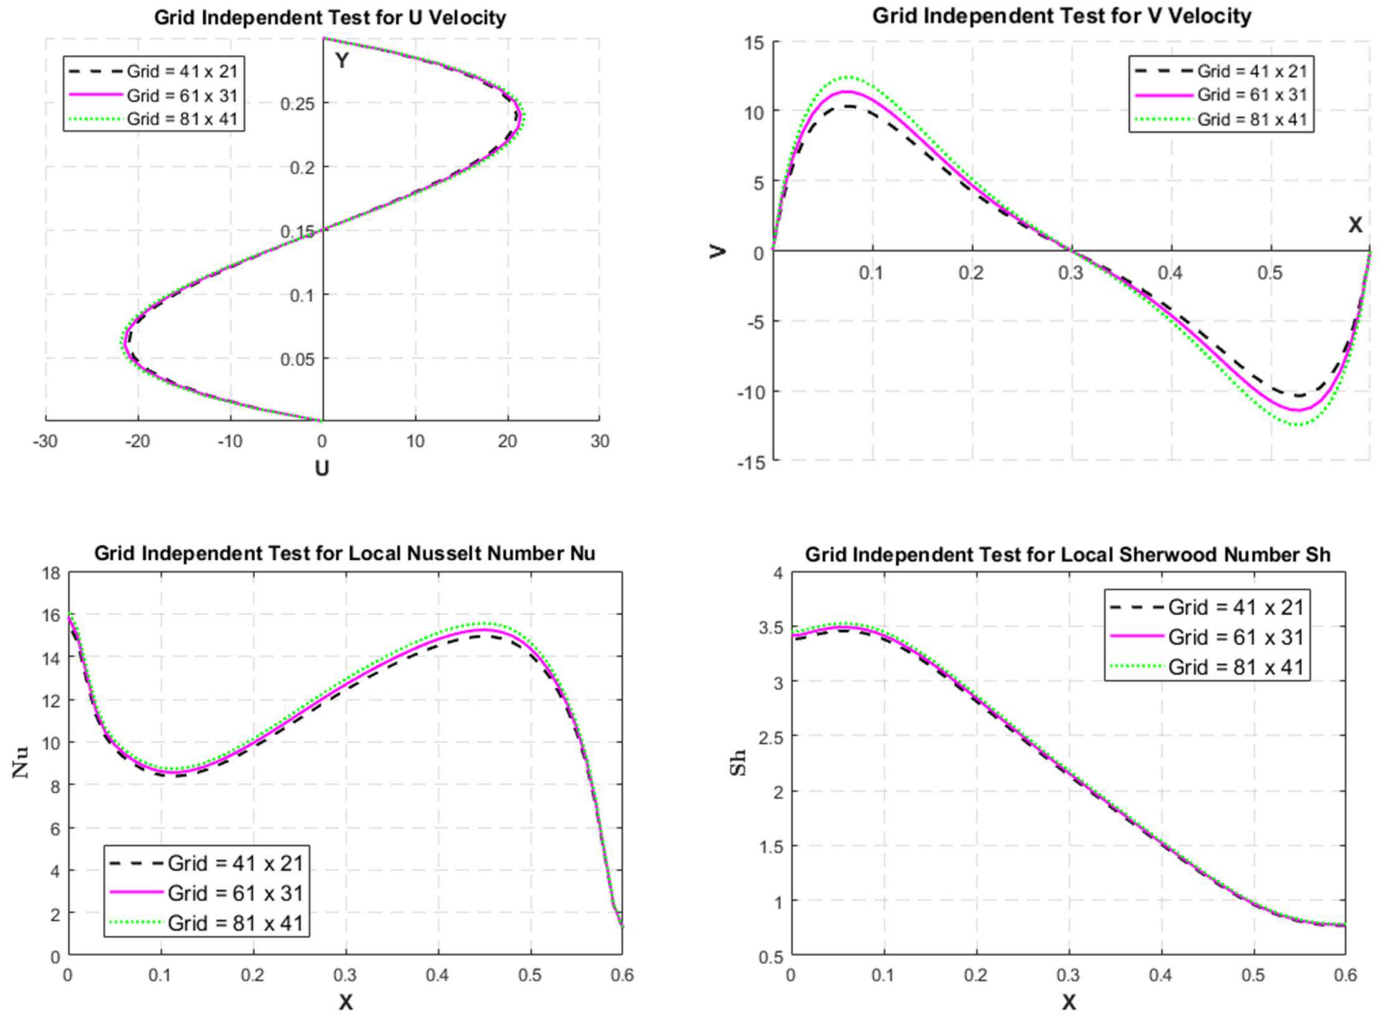 Grid Independent Test for U Velocity
Y
Grid = 41 x 21
Grid = 61 x 31
Grid = 81 x 41
0.25
0.2
0.15
0.1
0.05
-30 -20 -10 0 10 20 30
U
Grid Independent Test for V Velocity
15
10
5
0
-5
-10
-15
V
Grid = 41 x 21
Grid = 61 x 31
Grid = 81 x 41
X
0.1 0.2 0.3 0.4 0.5
Grid Independent Test for Local Nusselt Number Nu
18
16
14
12
10
8
6
4
2
0
Nu
Grid = 41 x 21
Grid = 61 x 31
Grid = 81 x 41
0 0.1 0.2 0.3 0.4 0.5 0.6
X
Grid Independent Test for Local Sherwood Number Sh
4
3.5
3
2.5
2
1.5
1
0.5
Sh
Grid = 41 x 21
Grid = 61 x 31
Grid = 81 x 41
0 0.1 0.2 0.3 0.4 0.5 0.6
X